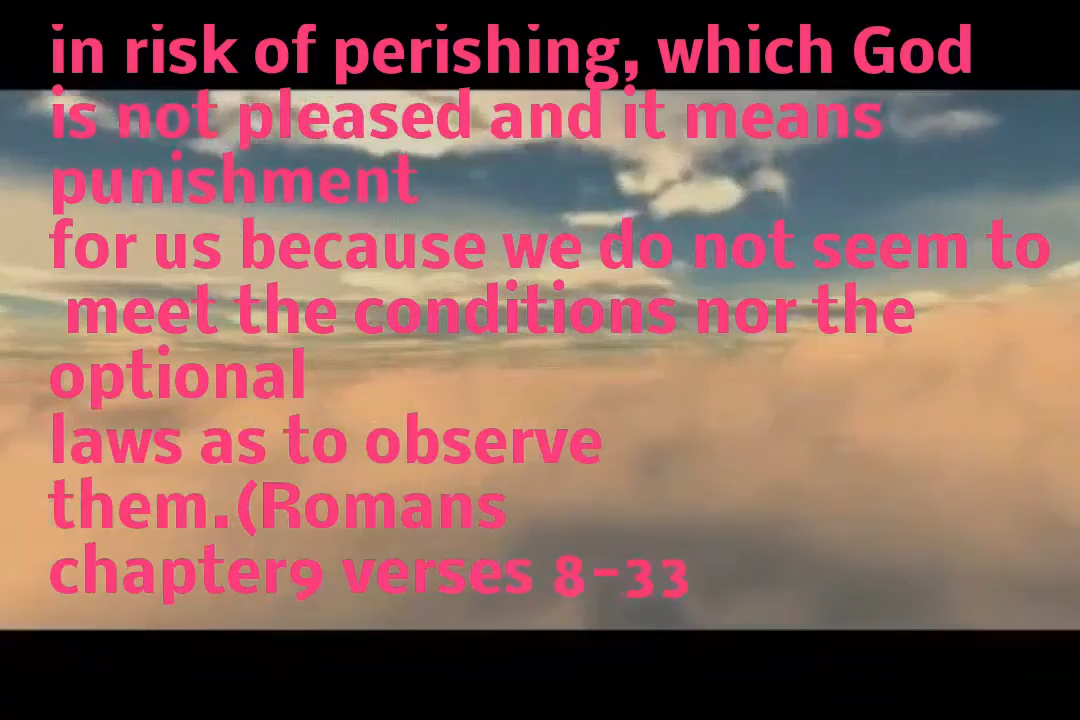 in risk of perishing, which God
is not pleased and it means
punishment
for us because we do not seem to
meet the conditions nor the
optional
laws as to observe
them.(Romans
chapter9 verses 8-33